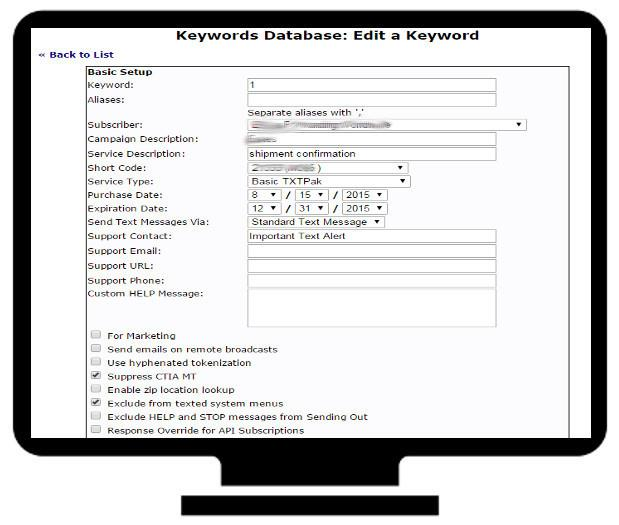 Keywords Database: Edit a Keyword
« Back to List
Basic Setup
Keyword: 1
Aliases:
Separate aliases with ','
Subscriber:
Campaign Description:
Service Description: shipment confirmation
Short Code:
Service Type: Basic TXTPak
Purchase Date: 8 / 15 / 2015
Expiration Date: 12 / 31 / 2015
Send Text Messages Via: Standard Text Message
Support Contact: Important Text Alert
Support Email:
Support URL:
Support Phone:
Custom HELP Message:
For Marketing
Send emails on remote broadcasts
Use hyphenated tokenization
Suppress CTIA MT
Enable zip location lookup
Exclude from texted system menus
Exclude HELP and STOP messages from Sending Out
Response Override for API Subscriptions